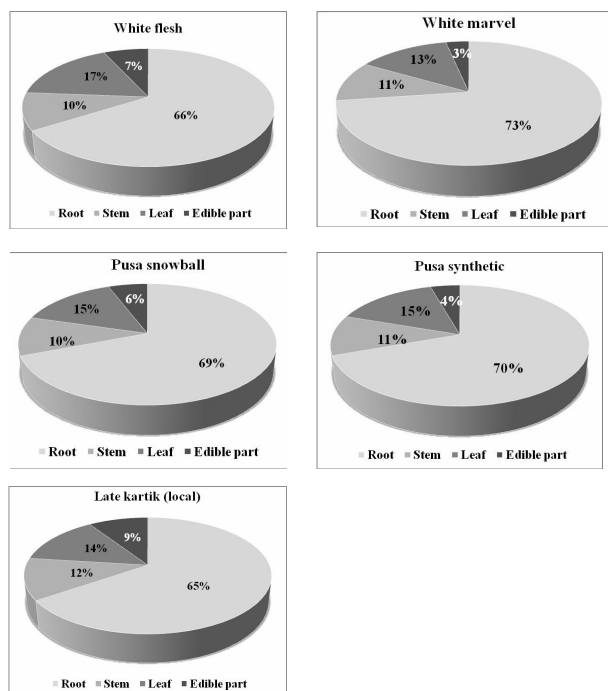 White flesh
7%
17%
10%
66%
Root Stem Leaf Edible part
White marvel
3%
13%
11%
73%
Root Stem Leaf Edible part
Pusa snowball
6%
15%
10%
69%
Root Stem Leaf Edible part
Pusa synthetic
4%
15%
11%
70%
Root Stem Leaf Edible part
Late kartik (local)
9%
14%
12%
65%
Root Stem Leaf Edible part